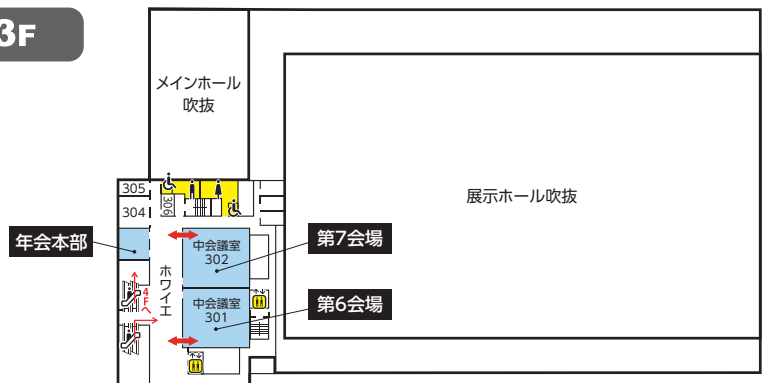 3F
メインホール
吹抜
展示ホール吹抜
305
304
306
年会本部
中会議室
302
第7会場
ホワイエ
4Fへ
中会議室
301
第6会場